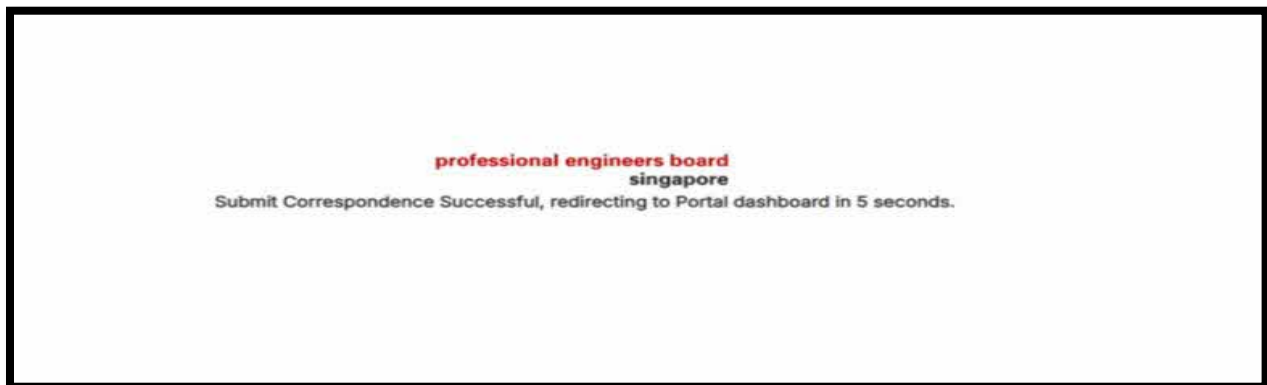 professional engineers board
singapore
Submit Correspondence Successful, redirecting to Portal dashboard in 5 seconds.